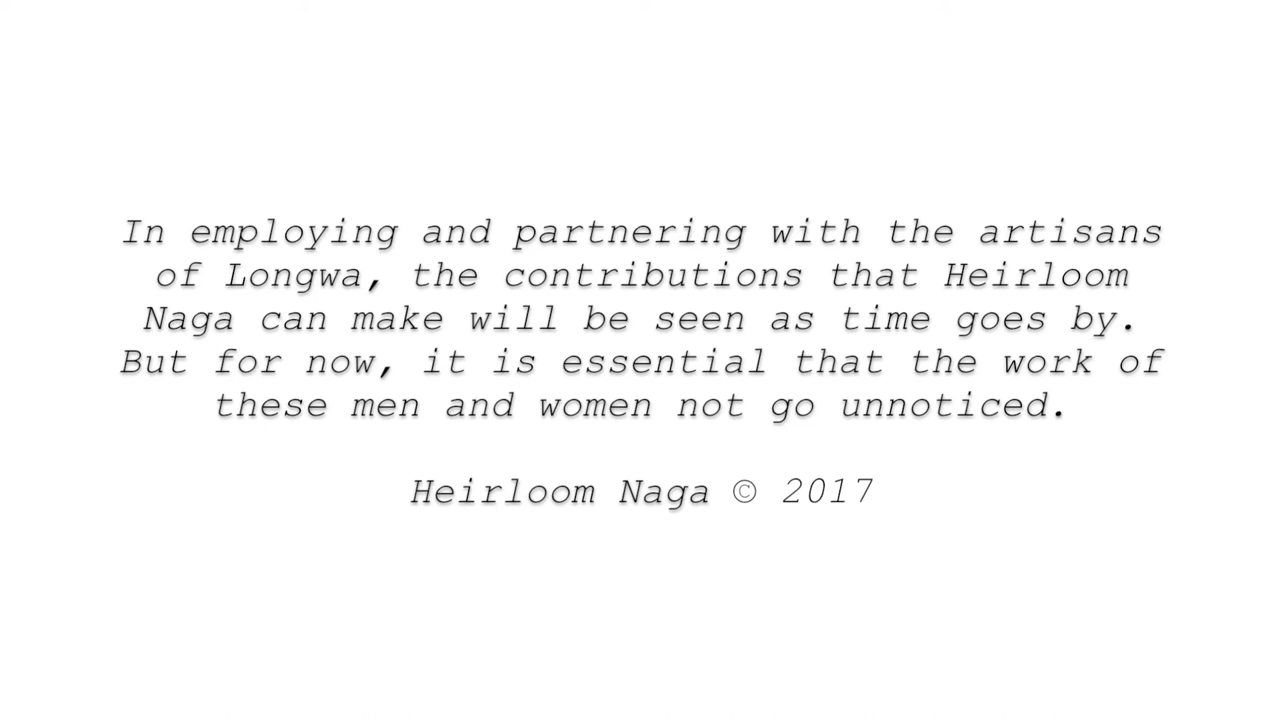 In employing and partnering with the artisans
of Longwa, the contributions that Heirloom
Naga can make will be seen as time goes by.
But for now, it is essential that the work of
these men and women not go unnoticed.
Heirloom Naga © 2017